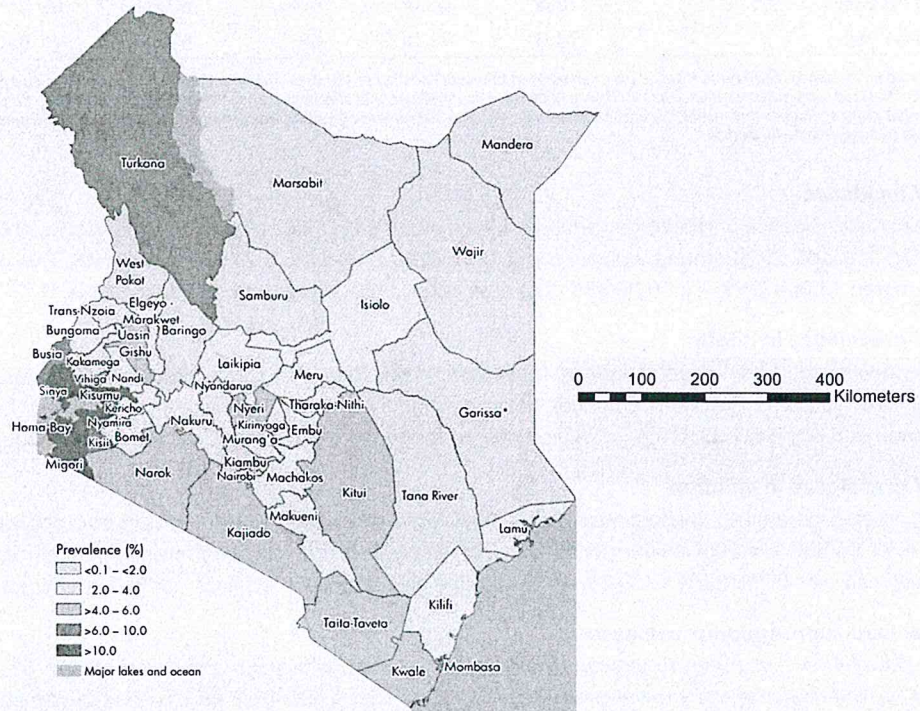 Mandera
Turkana
Marsabit
Wajir
West
Pokot
Samburu
Isiolo
Elgeyo
Trans-Nzoia
Marakwet
Bungoma
Uasin
Baringo
Gishu
Busia
Kakamega
Laikipia
Meru
Vihiga
Nandi
Nyandarua
Sinya
Kisumu
Nyeri
Tharaka-Nithi
Garissa
Kericho
Kirinyaga
Homa Bay
Nyamira
Nakuru
Embu
Murang'a
Kisii
Bomet
Kiambu
Migori
Narok
Nairobi
Machakos
Kitui
Tana River
Makueni
Kajiado
Lamu
Kilifi
Taita-Taveta
Kwale
Mombasa
0 50 100 200 300 400
Kilometers
Prevalence (%)
<0.1 – <2.0
2.0 – 4.0
>4.0 – 6.0
>6.0 – 10.0
>10.0
Major lakes and ocean